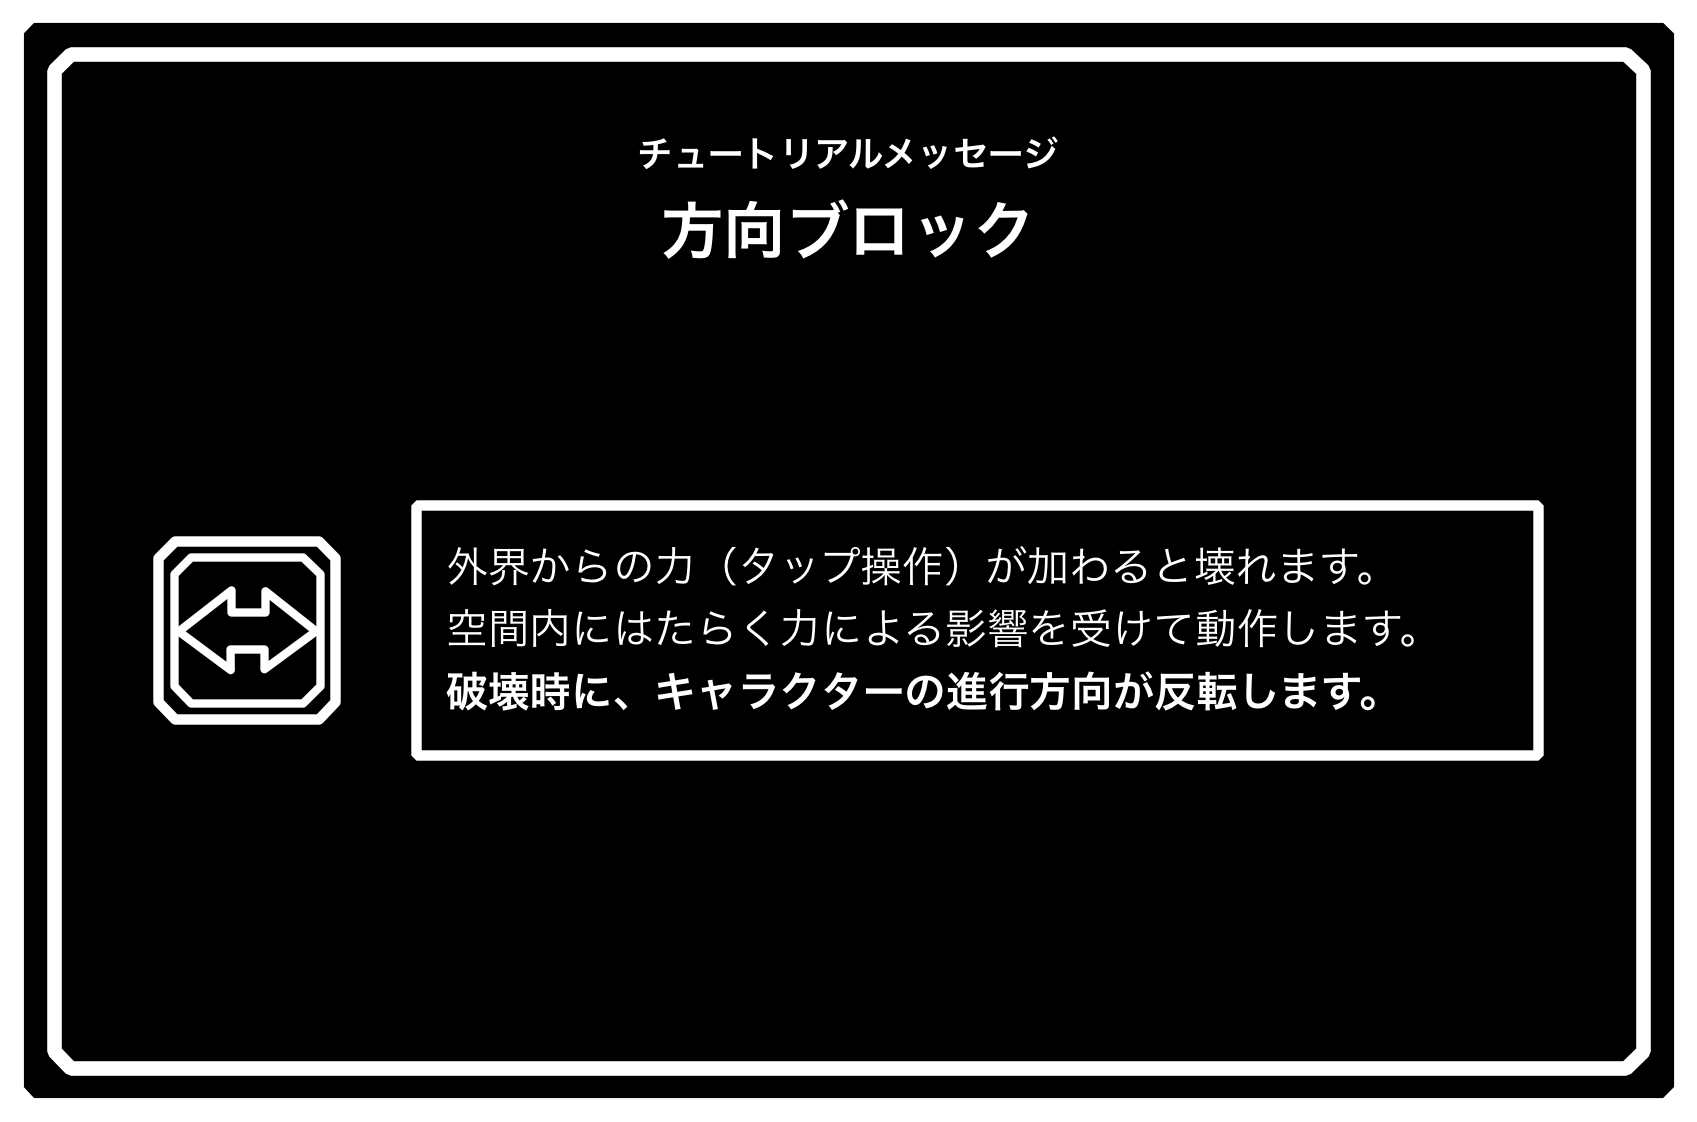 チュートリアルメッセージ
方向ブロック
外界からの力（タップ操作）が加わると壊れます。
空間内にはたらく力による影響を受けて動作します。
破壊時に、キャラクターの進行方向が反転します。